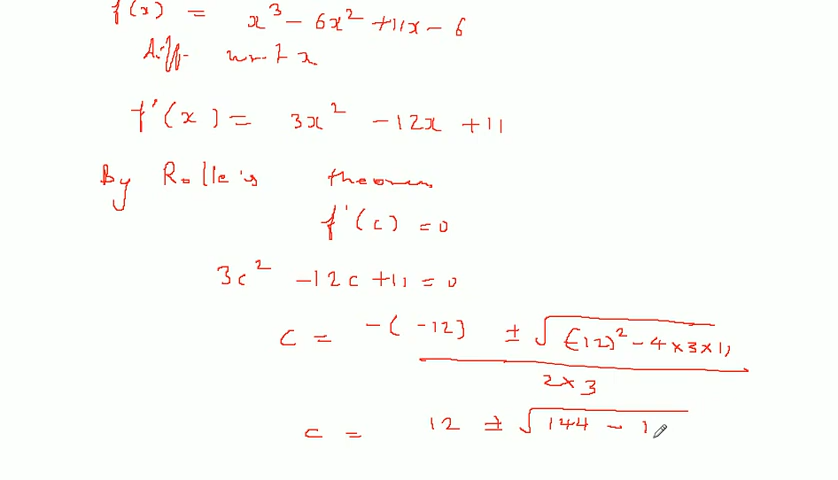 f(x) = x³ - 6x² + 11x - 6
Diff w.r.t x
f'(x) = 3x² - 12x + 11
By Rolle's theorem
f'(c) = 0
3c² - 12c + 11 = 0
c = -(-12) ± √(-12)² - 4×3×11
2×3
c = 12 ± √144 - 1